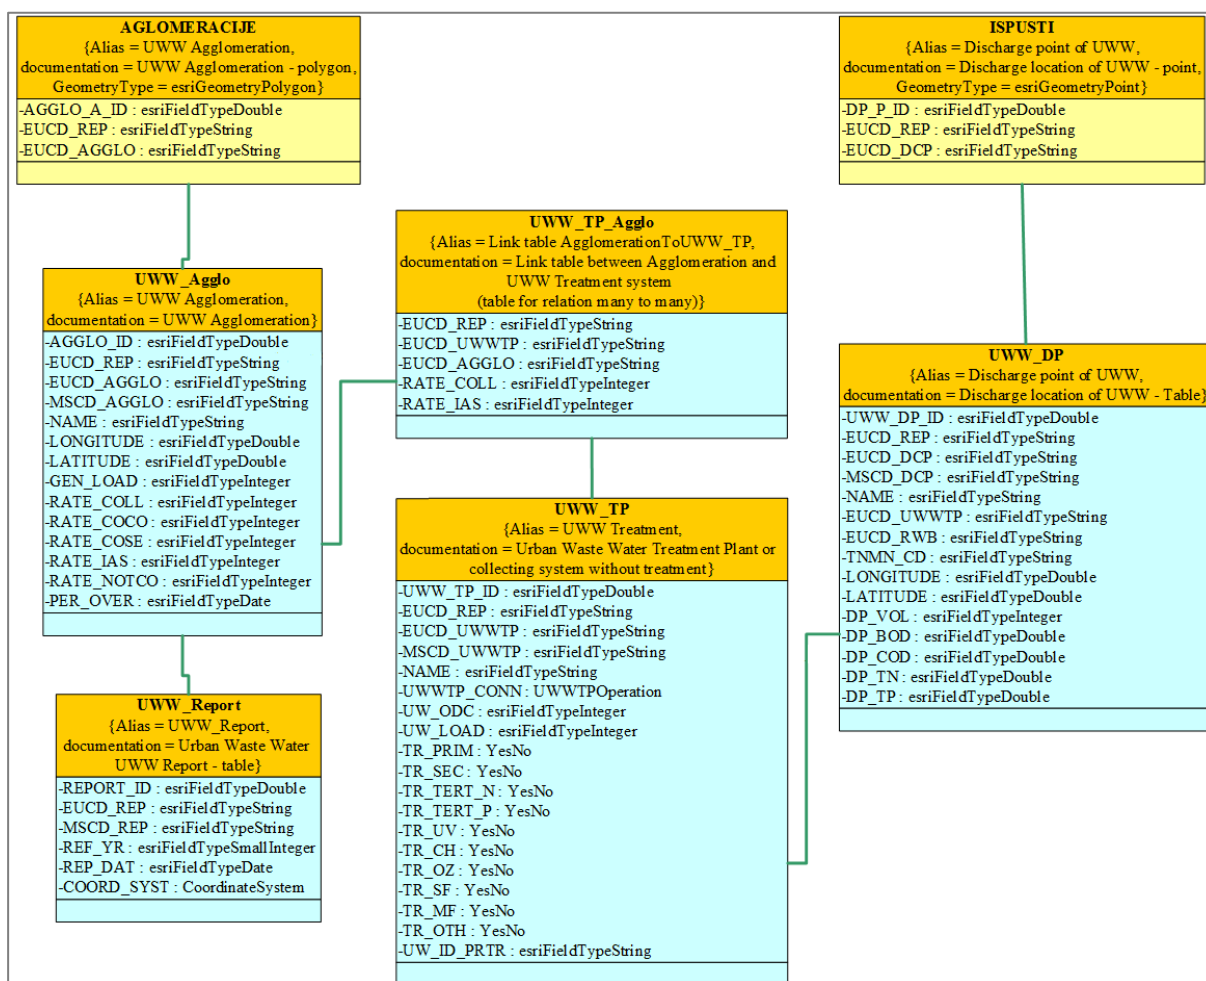 AGLOMERACIJE
{Alias = UWW Agglomeration,
documentation = UWW Agglomeration - polygon,
GeometryType = esriGeometryPolygon}
-AGGLO_A_ID : esriFieldTypeDouble
-EUCD_REP : esriFieldTypeString
-EUCD_AGGLO : esriFieldTypeString
ISPUSTI
{Alias = Discharge point of UWW,
documentation = Discharge location of UWW - point,
GeometryType = esriGeometryPoint}
-DP_P_ID : esriFieldTypeDouble
-EUCD_REP : esriFieldTypeString
-EUCD_DCP : esriFieldTypeString
UWW_TP_Agglo
{Alias = Link table AgglomerationToUWW_TP,
documentation = Link table between Agglomeration and
UWW Treatment system
(table for relation many to many)}
-EUCD_REP : esriFieldTypeString
-EUCD_UWWTP : esriFieldTypeString
-EUCD_AGGLO : esriFieldTypeString
-RATE_COLL : esriFieldTypeInteger
-RATE_IAS : esriFieldTypeInteger
UWW_Agglo
{Alias = UWW Agglomeration,
documentation = UWW Agglomeration}
-AGGLO_ID : esriFieldTypeDouble
-EUCD_REP : esriFieldTypeString
-EUCD_AGGLO : esriFieldTypeString
-MSCD_AGGLO : esriFieldTypeString
-NAME : esriFieldTypeString
-LONGITUDE : esriFieldTypeDouble
-LATITUDE : esriFieldTypeDouble
-GEN_LOAD : esriFieldTypeInteger
-RATE_COLL : esriFieldTypeInteger
-RATE_COCO : esriFieldTypeInteger
-RATE_COSE : esriFieldTypeInteger
-RATE_IAS : esriFieldTypeInteger
-RATE_NOTCO : esriFieldTypeInteger
-PER_OVER : esriFieldTypeDate
UWW_DP
{Alias = Discharge point of UWW,
documentation = Discharge location of UWW - Table}
-UWW_DP_ID : esriFieldTypeDouble
-EUCD_REP : esriFieldTypeString
-EUCD_DCP : esriFieldTypeString
-MSCD_DCP : esriFieldTypeString
-NAME : esriFieldTypeString
-EUCD_UWWTP : esriFieldTypeString
-EUCD_RWB : esriFieldTypeString
-TNMN_CD : esriFieldTypeString
-LONGITUDE : esriFieldTypeDouble
-LATITUDE : esriFieldTypeDouble
-DP_VOL : esriFieldTypeInteger
-DP_BOD : esriFieldTypeDouble
-DP_COD : esriFieldTypeDouble
-DP_TN : esriFieldTypeDouble
-DP_TP : esriFieldTypeDouble
UWW_TP
{Alias = UWW Treatment,
documentation = Urban Waste Water Treatment Plant or
collecting system without treatment}
-UWW_TP_ID : esriFieldTypeDouble
-EUCD_REP : esriFieldTypeString
-EUCD_UWWTP : esriFieldTypeString
-MSCD_UWWTP : esriFieldTypeString
-NAME : esriFieldTypeString
-UWWTP_CONN : UWWTPOperation
-UW_ODC : esriFieldTypeInteger
-UW_LOAD : esriFieldTypeInteger
-TR_PRIM : YesNo
-TR_SEC : YesNo
-TR_TERT_N : YesNo
-TR_TERT_P : YesNo
-TR_UV : YesNo
-TR_CH : YesNo
-TR_OZ : YesNo
-TR_SF : YesNo
-TR_MF : YesNo
-TR_OTH : YesNo
-UW_ID_PRTR : esriFieldTypeString
UWW_Report
{Alias = UWW_Report,
documentation = Urban Waste Water
UWW Report - table}
-REPORT_ID : esriFieldTypeDouble
-EUCD_REP : esriFieldTypeString
-MSCD_REP : esriFieldTypeString
-REF_YR : esriFieldTypeSmallInteger
-REP_DAT : esriFieldTypeDate
-COORD_SYST : CoordinateSystem